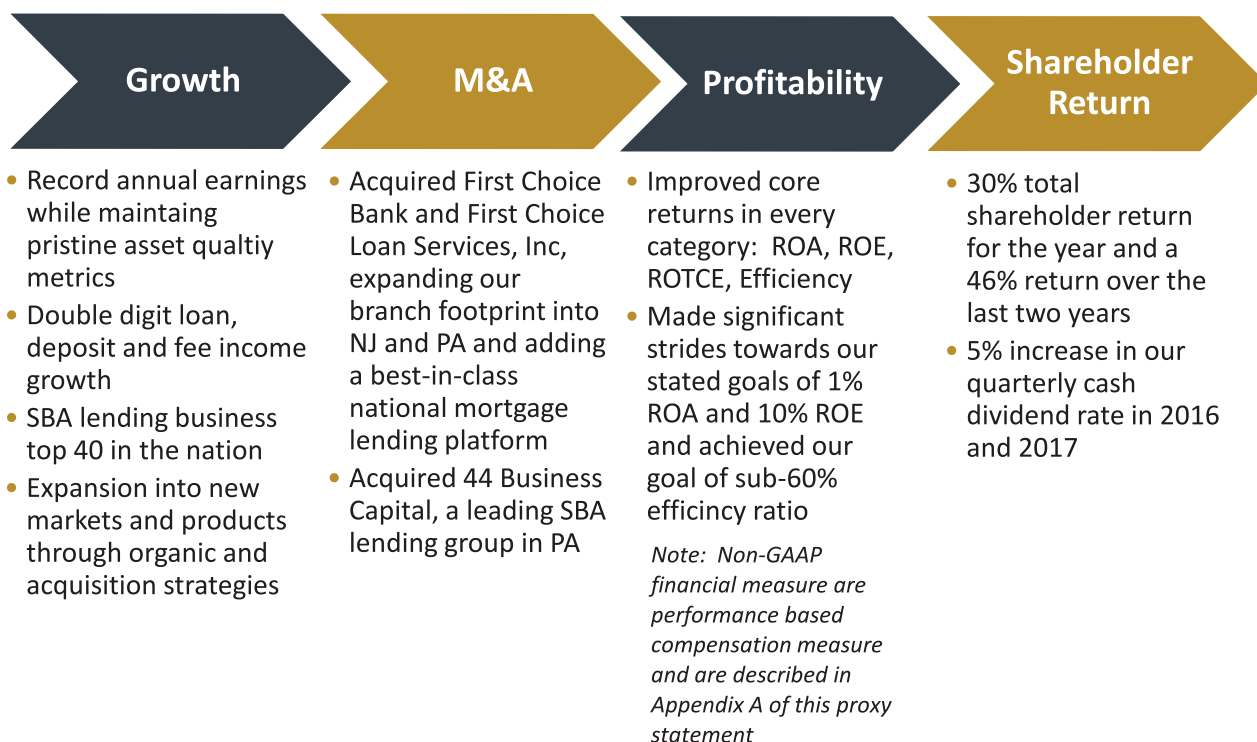 Growth
• Record annual earnings
while maintaing
pristine asset qualtiy
metrics
• Double digit loan,
deposit and fee income
growth
• SBA lending business
top 40 in the nation
• Expansion into new
markets and products
through organic and
acquisition strategies
M&A
• Acquired First Choice
Bank and First Choice
Loan Services, Inc,
expanding our
branch footprint into
NJ and PA and adding
a best-in-class
national mortgage
lending platform
• Acquired 44 Business
Capital, a leading SBA
lending group in PA
Profitability
• Improved core
returns in every
category:  ROA, ROE,
ROTCE, Efficiency
• Made significant
strides towards our
stated goals of 1%
ROA and 10% ROE
and achieved our
goal of sub-60%
efficincy ratio
Note:  Non-GAAP
financial measure are
performance based
compensation measure
and are described in
Appendix A of this proxy
statement
Shareholder
Return
• 30% total
shareholder return
for the year and a
46% return over the
last two years
• 5% increase in our
quarterly cash
dividend rate in 2016
and 2017